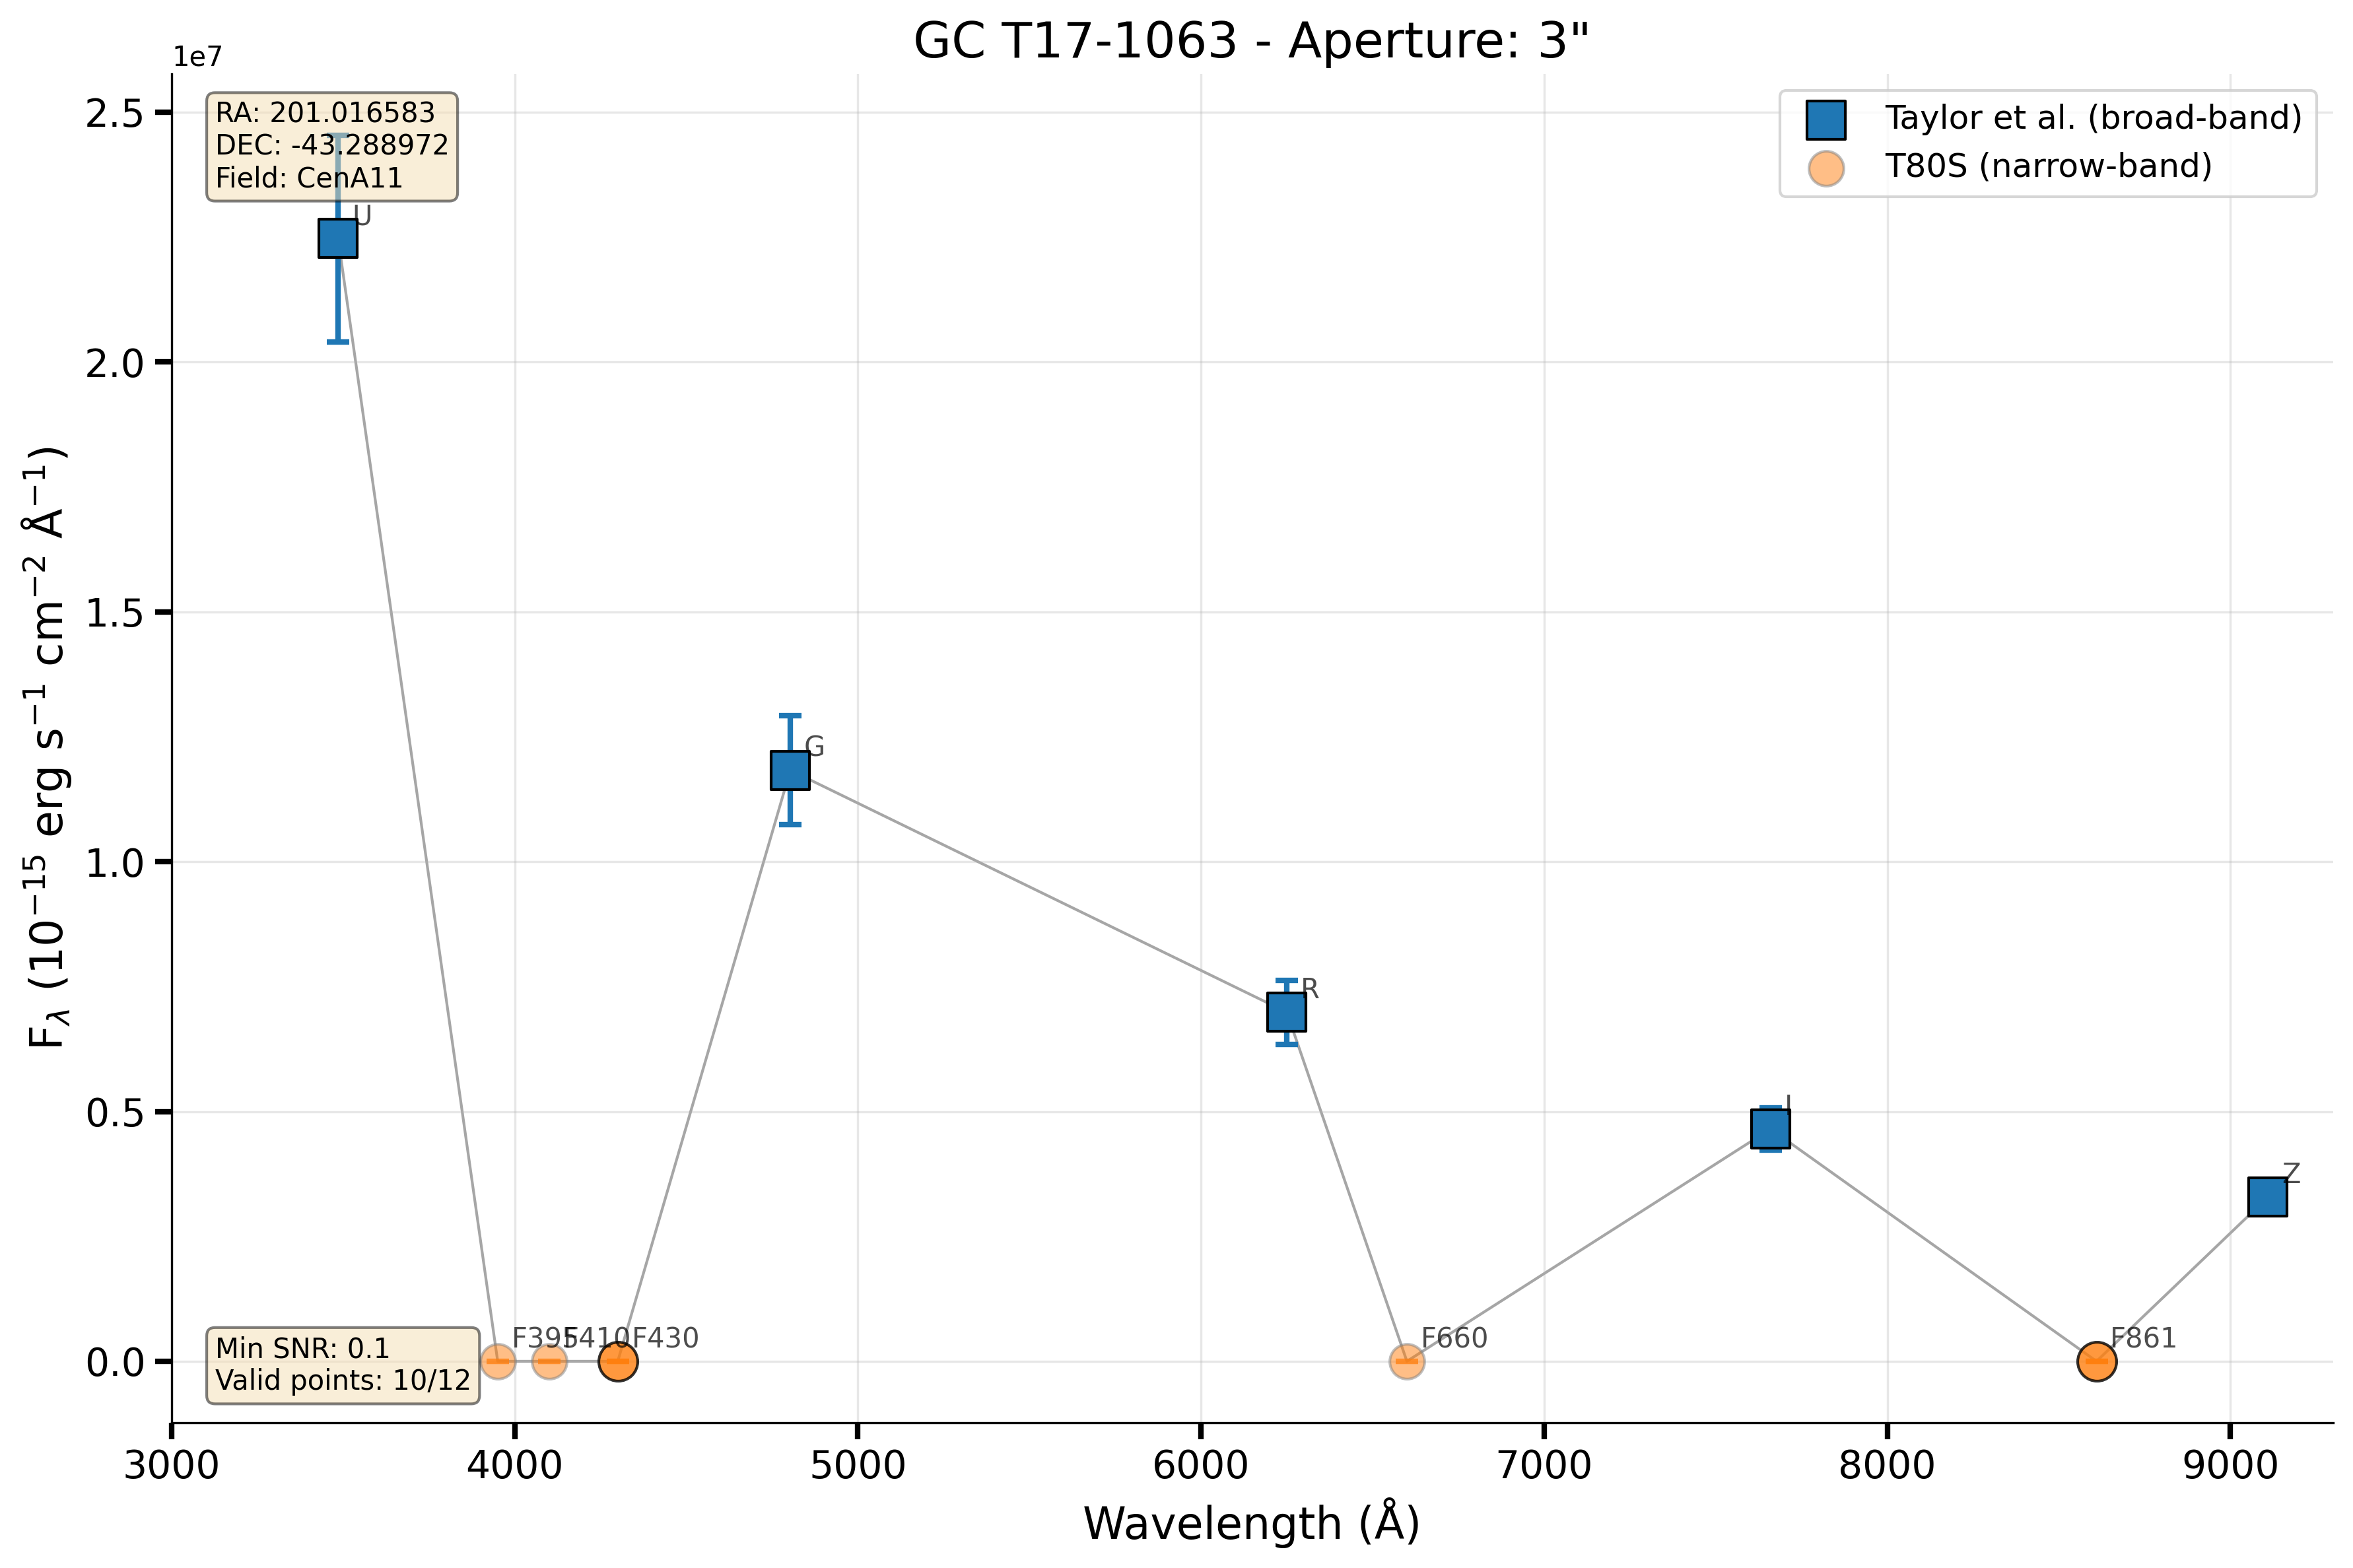 GC T17-1063 - Aperture: 3"
1e7
RA: 201.016583
DEC: -43.288972
Field: CenA11
Taylor et al. (broad-band)
T80S (narrow-band)
U
G
R
I
Z
F395
F410
F430
F660
F861
Min SNR: 0.1
Valid points: 10/12
2.5
2.0
1.5
1.0
0.5
0.0
F_λ (10⁻¹⁵ erg s⁻¹ cm⁻² Å⁻¹)
3000 4000 5000 6000 7000 8000 9000
Wavelength (Å)